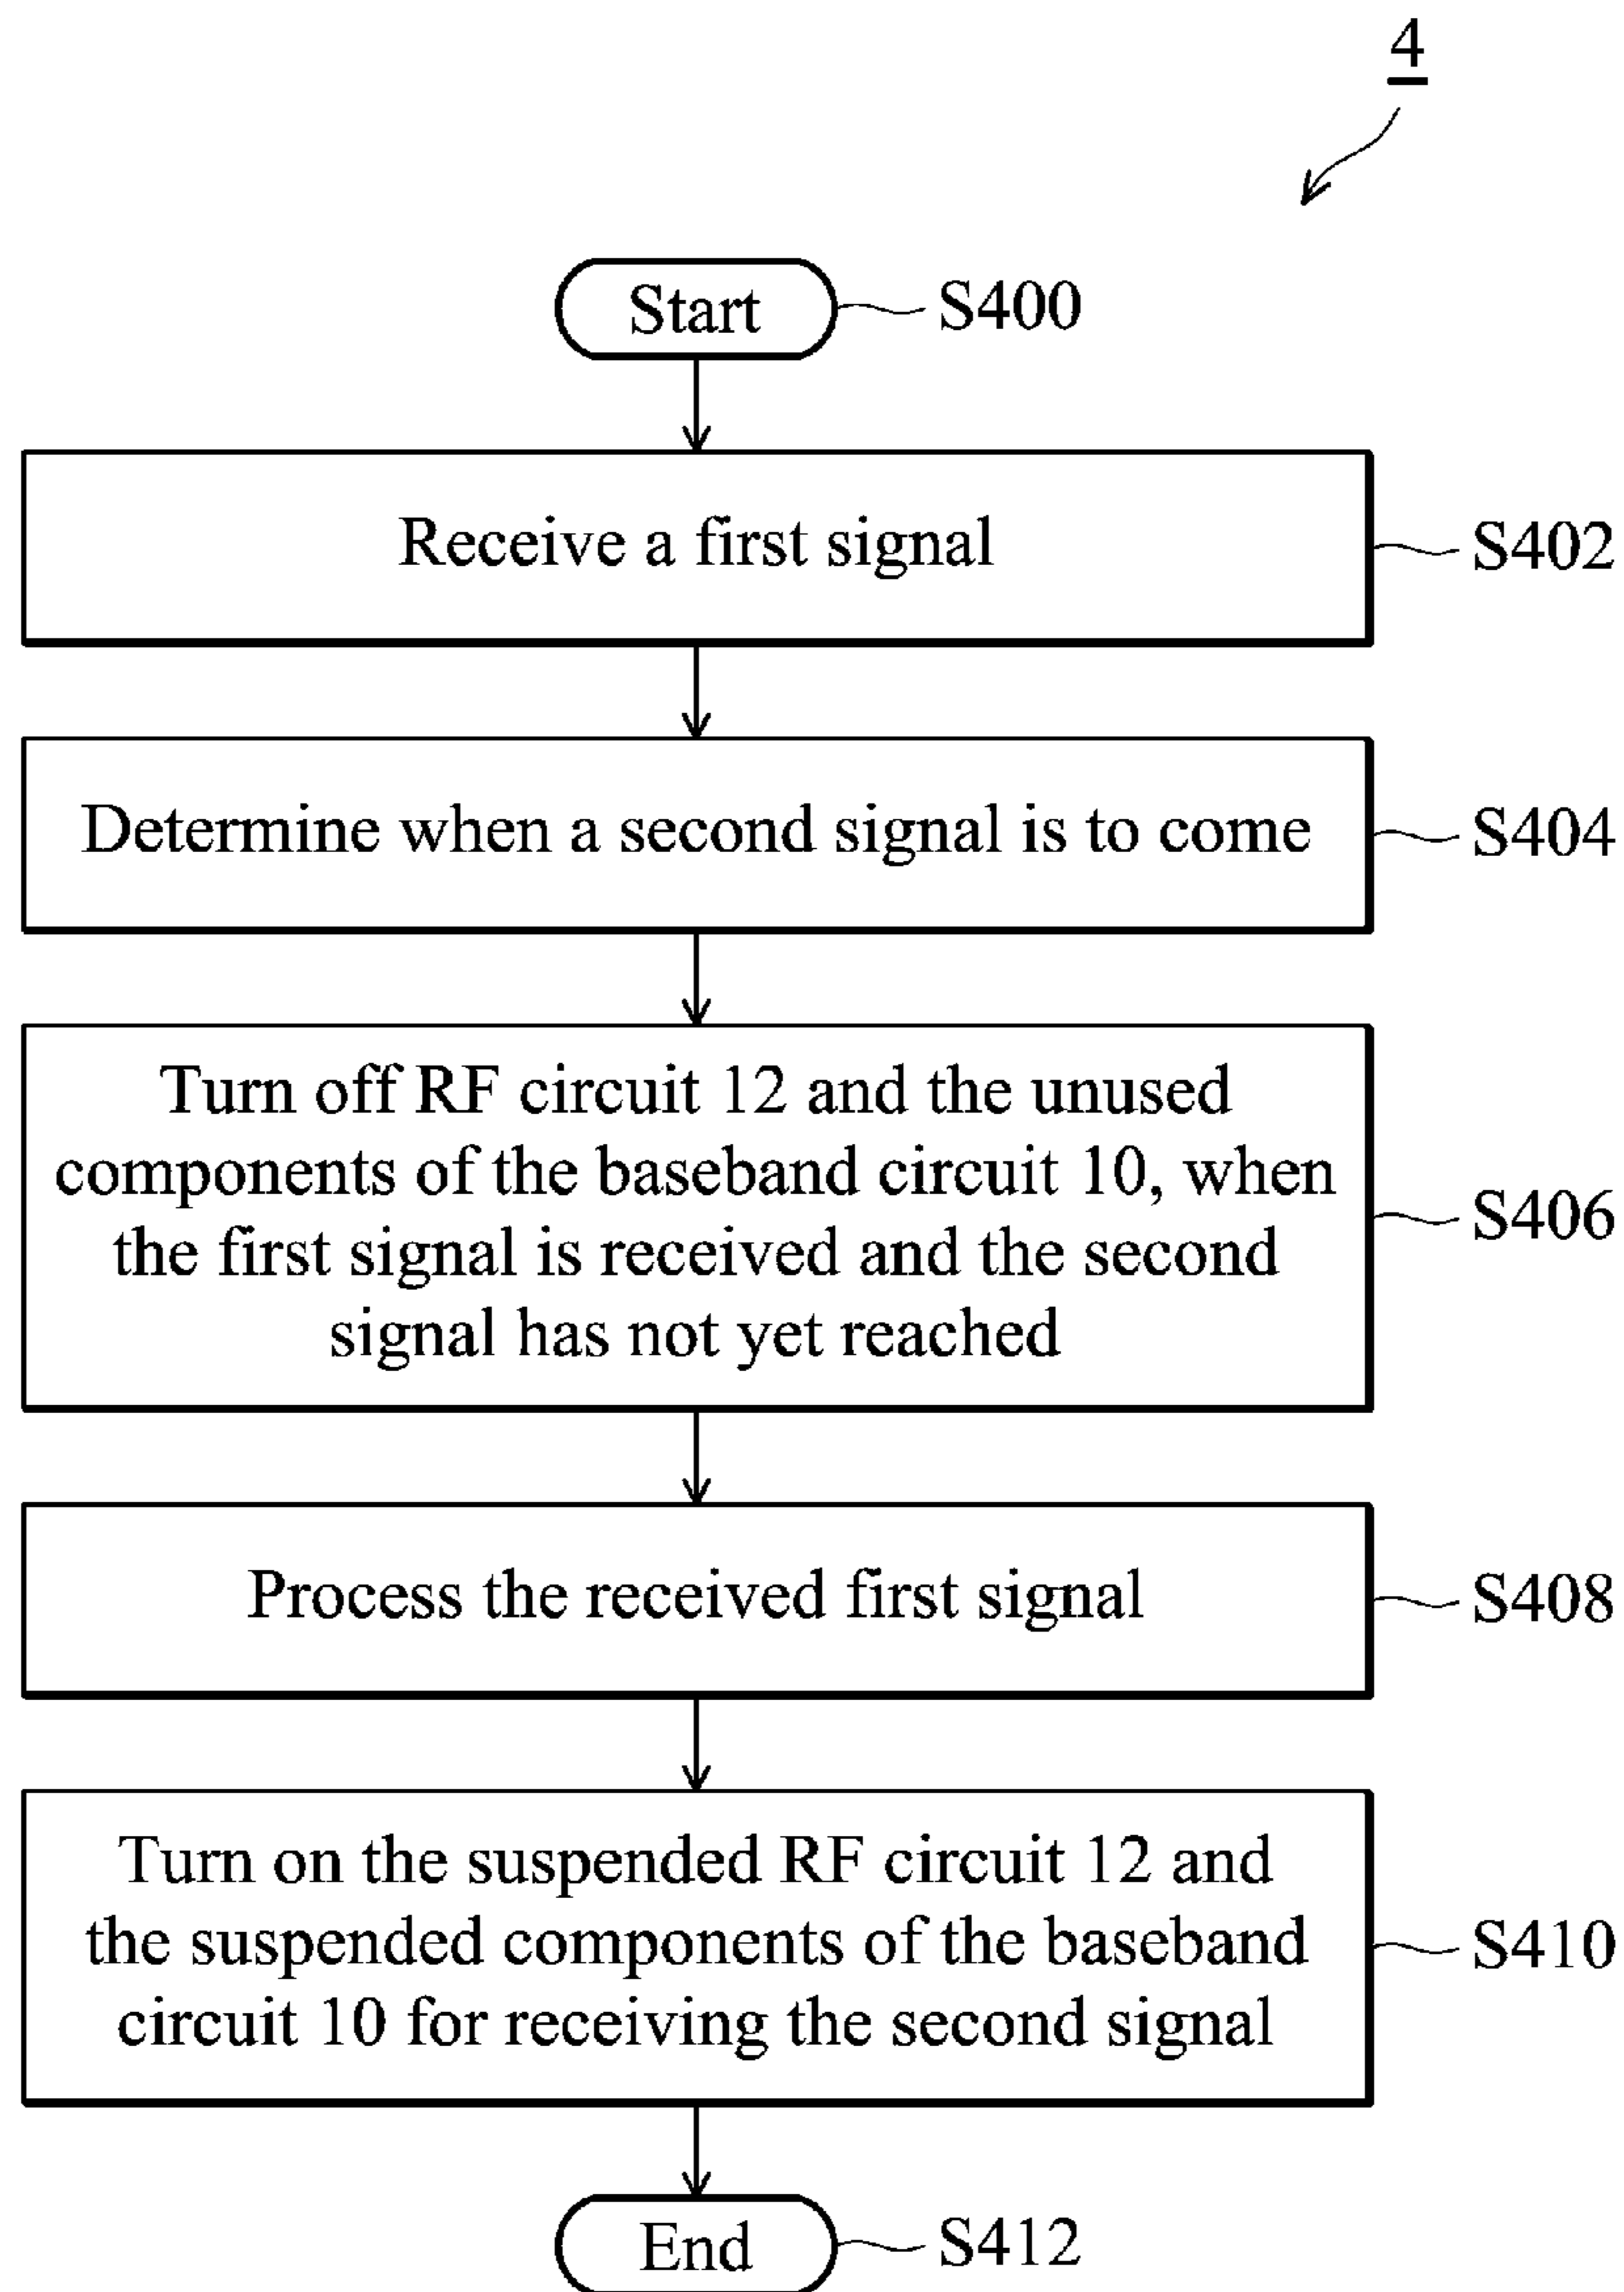 4
Start
S400
Receive a first signal
S402
Determine when a second signal is to come
S404
Turn off RF circuit 12 and the unused
components of the baseband circuit 10, when
the first signal is received and the second
signal has not yet reached
S406
Process the received first signal
S408
Turn on the suspended RF circuit 12 and
the suspended components of the baseband
circuit 10 for receiving the second signal
S410
End
S412